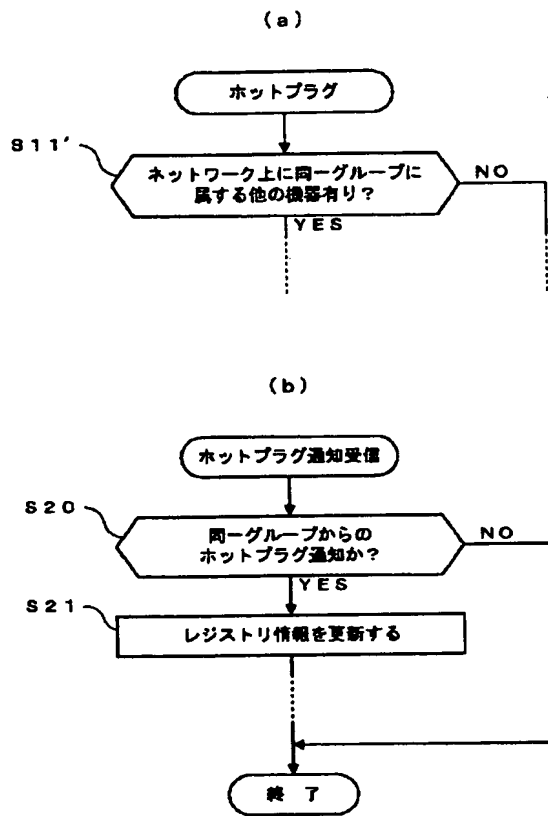 (a)
ホットプラグ
S11'
ネットワーク上に同一グループに
属する他の機器有り?
NO
YES
(b)
ホットプラグ通知受信
S20
同一グループからの
ホットプラグ通知か?
NO
YES
S21
レジストリ情報を更新する
終 了